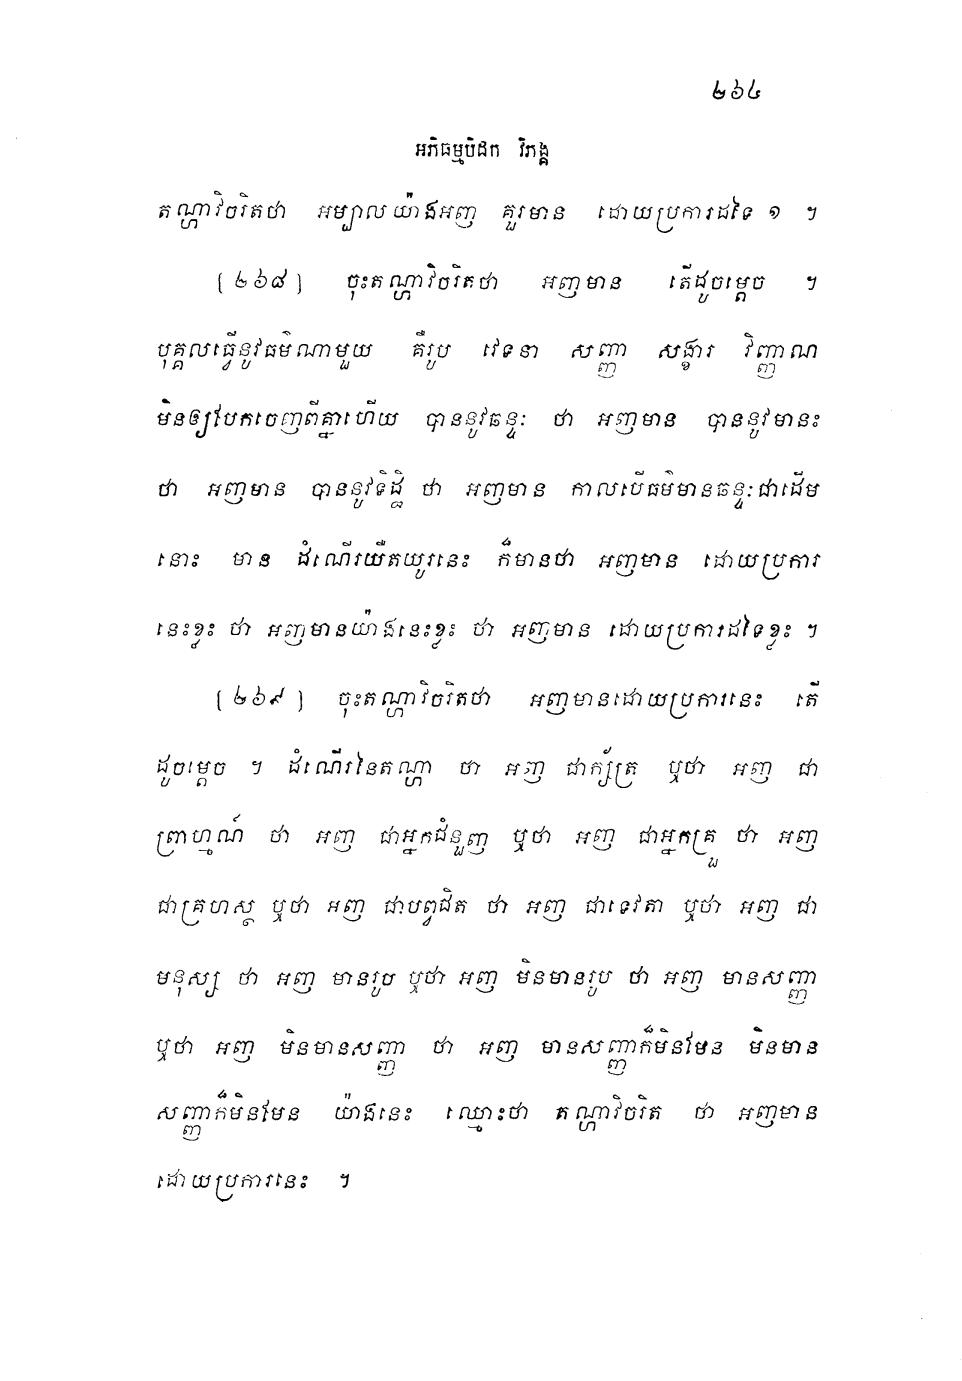 ២៦៤
អភិធម្មបិដក វិភង្គ
តណ្ហាវិចរិតថា អម្បាលយ៉ាងអញ គួរមាន ដោយប្រការដទៃ ១ ។
[២៦៨] ចុះតណ្ហាវិចរិតថា អញមាន តើដូចម្តេច ។
បុគ្គលធ្វើនូវធម៌ណាមួយ គឺរូប វេទនា សញ្ញា សង្ខារ វិញ្ញាណ
មិនឲ្យបែកចេញពីគ្នាហើយ បាននូវឆន្ទៈ ថា អញមាន បាននូវមានះ
ថា អញមាន បាននូវទិដ្ឋិ ថា អញមាន កាលបើធម៌មានឆន្ទៈជាដើម
នោះ មាន ដំណើរយឺតយូរនេះ ក៏មានថា អញមាន ដោយប្រការ
នេះខ្លះ ថា អញមានយ៉ាងនេះខ្លះ ថា អញមាន ដោយប្រការដទៃខ្លះ ។
[២៦៩] ចុះតណ្ហាវិចរិតថា អញមានដោយប្រការនេះ តើ
ដូចម្តេច ។ ដំណើរនៃតណ្ហា ថា អញ ជាក្ស័ត្រ ឬថា អញ ជា
ព្រាហ្មណ៍ ថា អញ ជាអ្នកជំនួញ ឬថា អញ ជាអ្នកគ្រួ ថា អញ
ជាគ្រហស្ថ ឬថា អញ ជាបព្វជិត ថា អញ ជាទេវតា ឬថា អញ ជា
មនុស្ស ថា អញ មានរូប ឬថា អញ មិនមានរូប ថា អញ មានសញ្ញា
ឬថា អញ មិនមានសញ្ញា ថា អញ មានសញ្ញាក៏មិនមែន មិនមាន
សញ្ញាក៏មិនមែន យ៉ាងនេះ ឈ្មោះថា តណ្ហាវិចរិត ថា អញមាន
ដោយប្រការនេះ ។